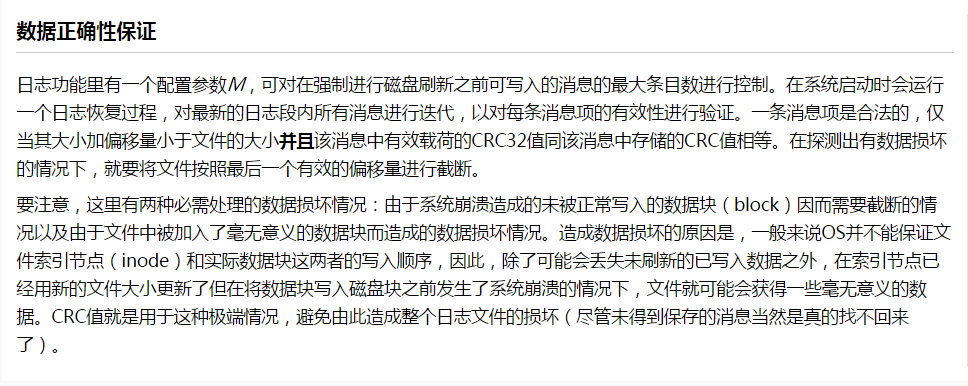 数据正确性保证
日志功能里有一个配置参数M，可对在强制进行磁盘刷新之前可写入的消息的最大条目数进行控制。在系统启动时会运行
一个日志恢复过程，对最新的日志段内所有消息进行迭代，以对每条消息项的有效性进行验证。一条消息项是合法的，仅
当其大小加偏移量小于文件的大小并且该消息中有效载荷的CRC32值同该消息中存储的CRC值相等。在探测出有数据损坏
的情况下，就要将文件按照最后一个有效的偏移量进行截断。
要注意，这里有两种必需处理的数据损坏情况：由于系统崩溃造成的未被正常写入的数据块（block）因而需要截断的情
况以及由于文件中被加入了毫无意义的数据块而造成的数据损坏情况。造成数据损坏的原因是，一般来说OS并不能保证文
件索引节点（inode）和实际数据块这两者的写入顺序，因此，除了可能会丢失未刷新的已写入数据之外，在索引节点已
经用新的文件大小更新了但在将数据块写入磁盘块之前发生了系统崩溃的情况下，文件就可能会获得一些毫无意义的数
据。CRC值就是用于这种极端情况，避免由此造成整个日志文件的损坏（尽管未得到保存的消息当然是真的找不回来
了）。